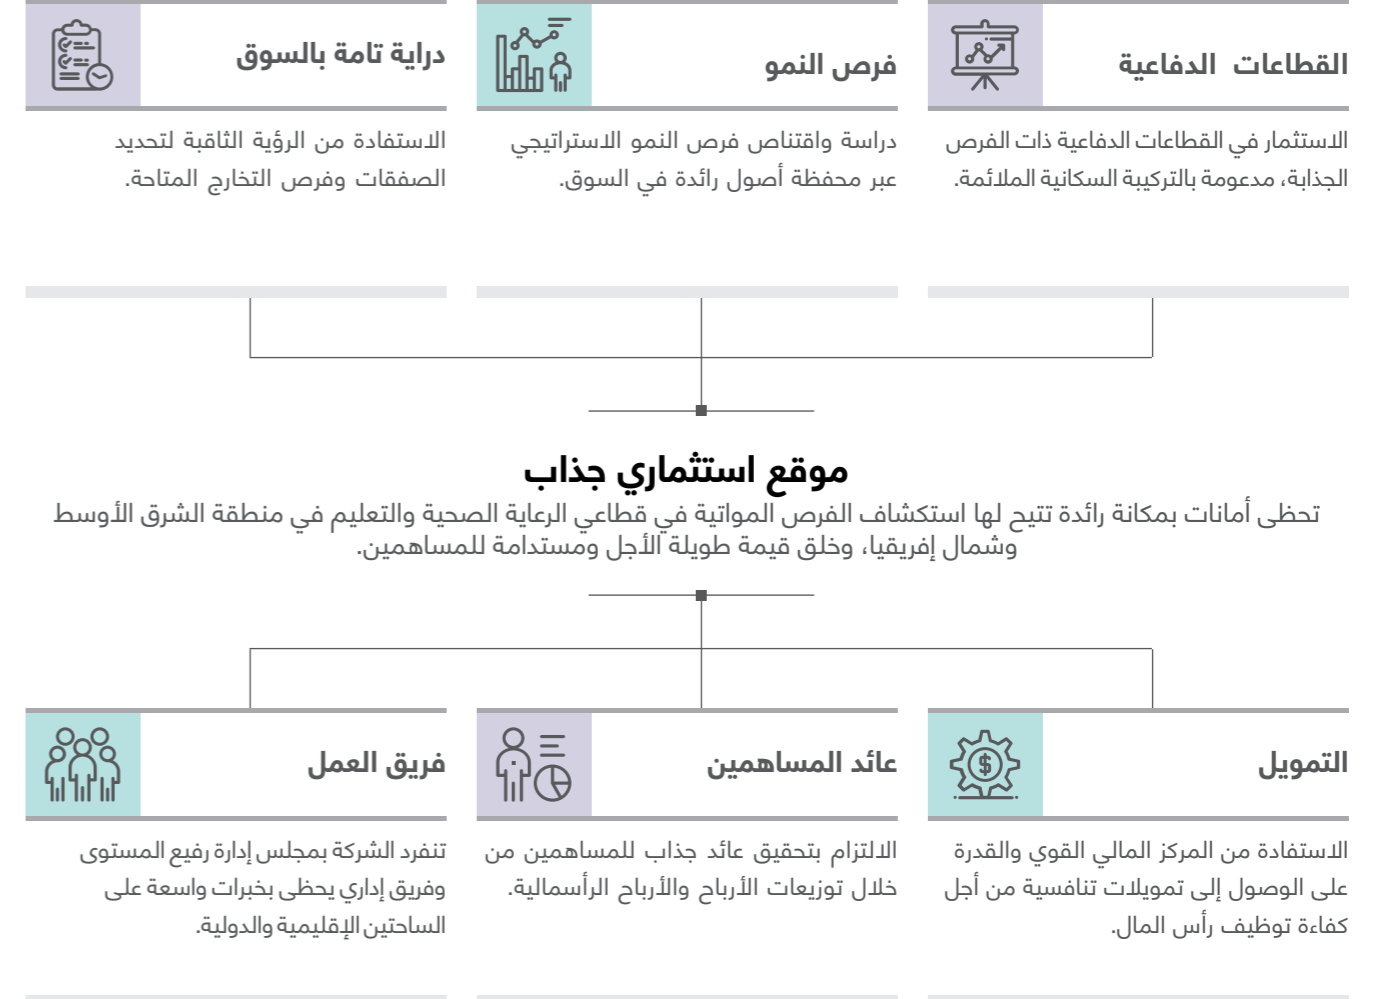 القطاعات الدفاعية
الاستثمار في القطاعات الدفاعية ذات الفرص
الجذابة، مدعومة بالتركيبة السكانية الملائمة.
فرص النمو
دراسة واقتناص فرص النمو الاستراتيجي
عبر محفظة أصول رائدة في السوق.
دراية تامة بالسوق
الاستفادة من الرؤية الثاقبة لتحديد
الصفقات وفرص التخارج المتاحة.
موقع استثماري جذاب
تحظى أمانات بمكانة رائدة تتيح لها استكشاف الفرص المواتية في قطاعي الرعاية الصحية والتعليم في منطقة الشرق الأوسط
وشمال إفريقيا، وخلق قيمة طويلة الأجل ومستدامة للمساهمين.
التمويل
الاستفادة من المركز المالي القوي والقدرة
على الوصول إلى تمويلات تنافسية من أجل
كفاءة توظيف رأس المال.
عائد المساهمين
الالتزام بتحقيق عائد جذاب للمساهمين من
خلال توزيعات الأرباح والأرباح الرأسمالية.
فريق العمل
تنفرد الشركة بمجلس إدارة رفيع المستوى
وفريق إداري يحظى بخبرات واسعة على
الساحتين الإقليمية والدولية.
$